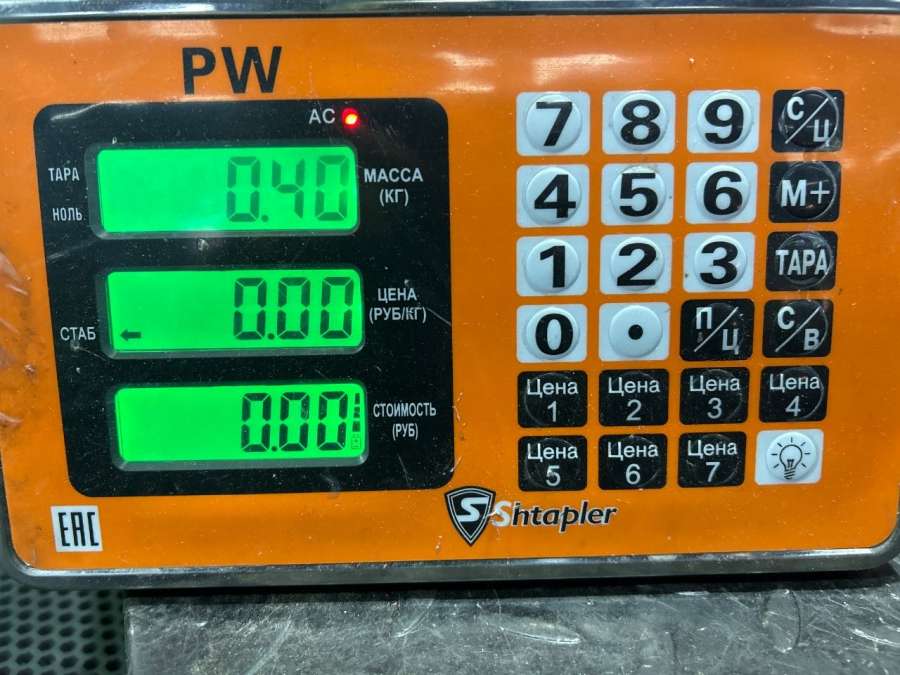 PW
AC
ТАРА
НОЛЬ
0.40
МАССА
(КГ)
СТАБ
0.00
ЦЕНА
(РУБ/КГ)
0.00
СТОИМОСТЬ
(РУБ)
7 8 9 С/Ц
4 5 6 М+
1 2 3 ТАРА
0 . П/Ц С/В
Цена 1 Цена 2 Цена 3 Цена 4
Цена 5 Цена 6 Цена 7
EAC
S Shtapler